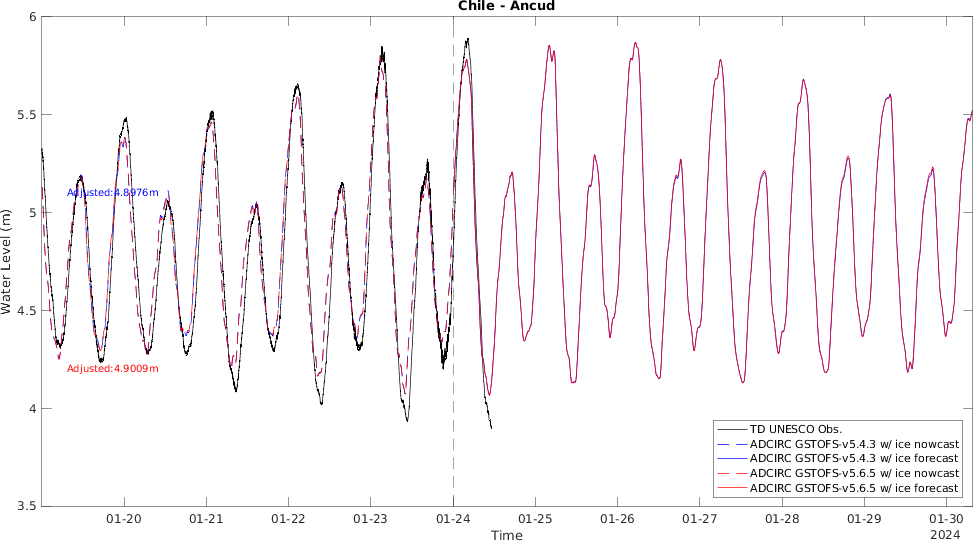 Chile - Ancud
6
5.5
5
4.5
4
3.5
Water Level (m)
Adjusted:4.8976m
Adjusted:4.9009m
TD UNESCO Obs.
ADCIRC GSTOFS-v5.4.3 w/ ice nowcast
ADCIRC GSTOFS-v5.4.3 w/ ice forecast
ADCIRC GSTOFS-v5.6.5 w/ ice nowcast
ADCIRC GSTOFS-v5.6.5 w/ ice forecast
01-20 01-21 01-22 01-23 01-24 01-25 01-26 01-27 01-28 01-29 01-30
Time
2024